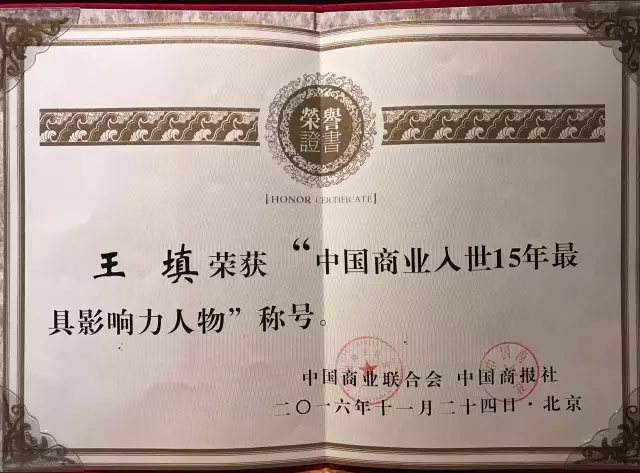 榮譽
證書
[HONOR CERTIFICATE]
王填荣获“中国商业入世15年最
具影响力人物”称号。
中国商业联合会 中国商报社
二〇一六年十一月二十四日·北京